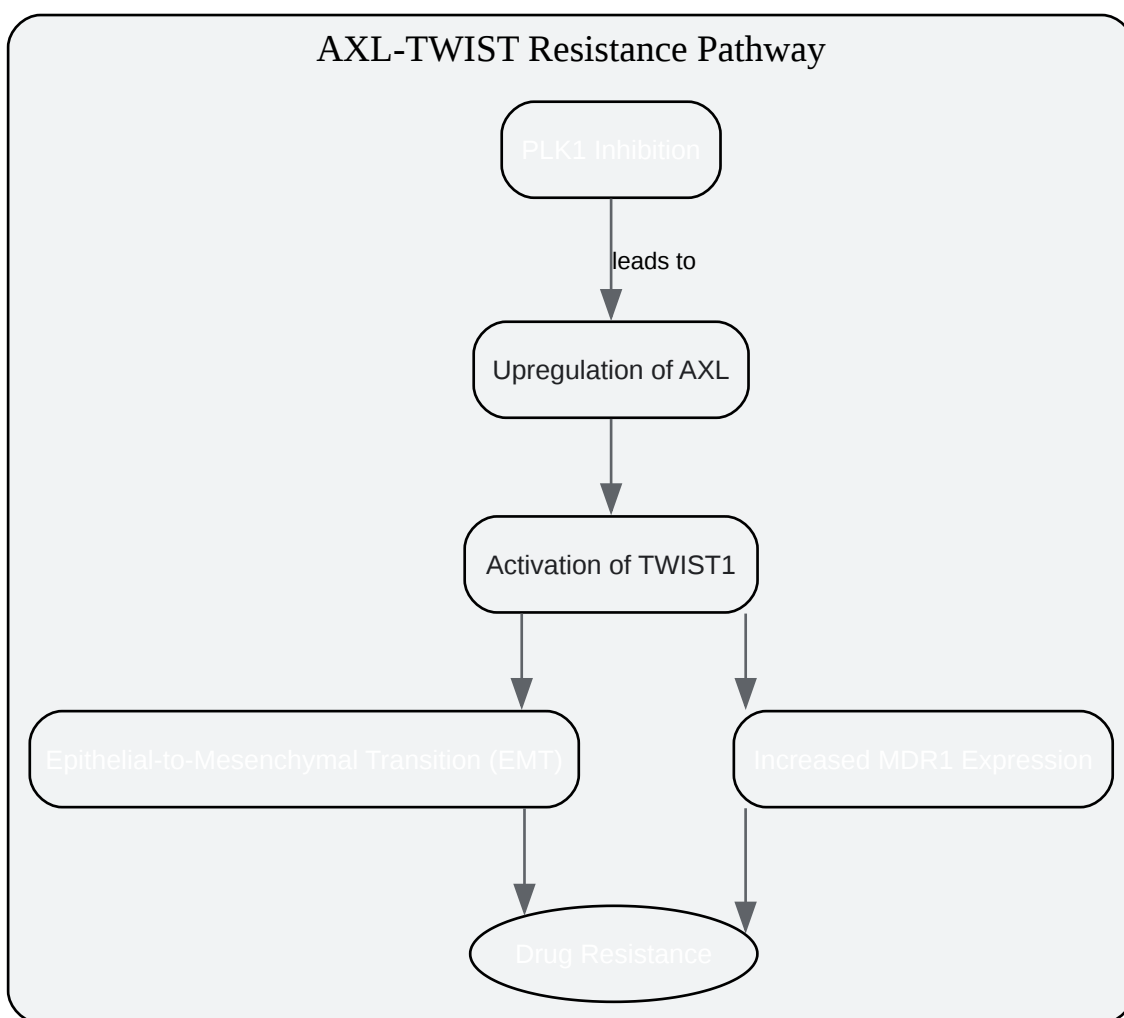 AXL-TWIST Resistance Pathway
PLK1 Inhibition
leads to
Upregulation of AXL
Activation of TWIST1
Epithelial-to-Mesenchymal Transition (EMT)
Increased MDR1 Expression
Drug Resistance